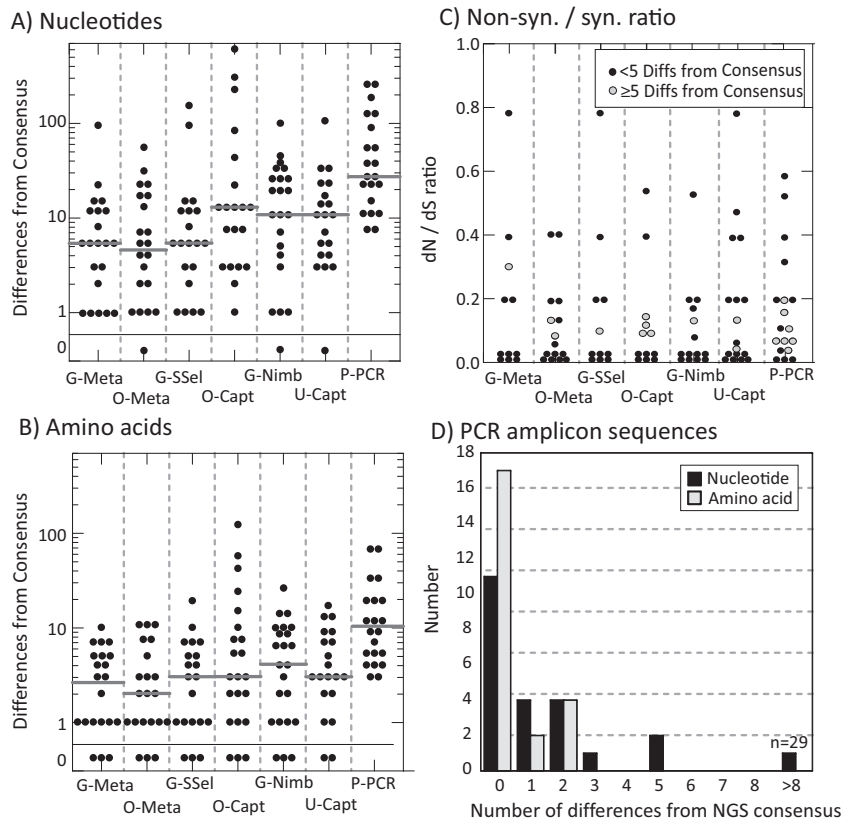 A) Nucleotides
Differences from Consensus
100
10
1
0
G-Meta
O-Meta
G-SSel
O-Capt
G-Nimb
U-Capt
P-PCR
B) Amino acids
Differences from Consensus
100
10
1
0
G-Meta
O-Meta
G-SSel
O-Capt
G-Nimb
U-Capt
P-PCR
C) Non-syn. / syn. ratio
<5 Diffs from Consensus
≥5 Diffs from Consensus
dN / dS ratio
1.0
0.8
0.6
0.4
0.2
0.0
G-Meta
O-Meta
G-SSel
O-Capt
G-Nimb
U-Capt
P-PCR
D) PCR amplicon sequences
Nucleotide
Amino acid
Number
18
16
14
12
10
8
6
4
2
0
n=29
0 1 2 3 4 5 6 7 8 >8
Number of differences from NGS consensus